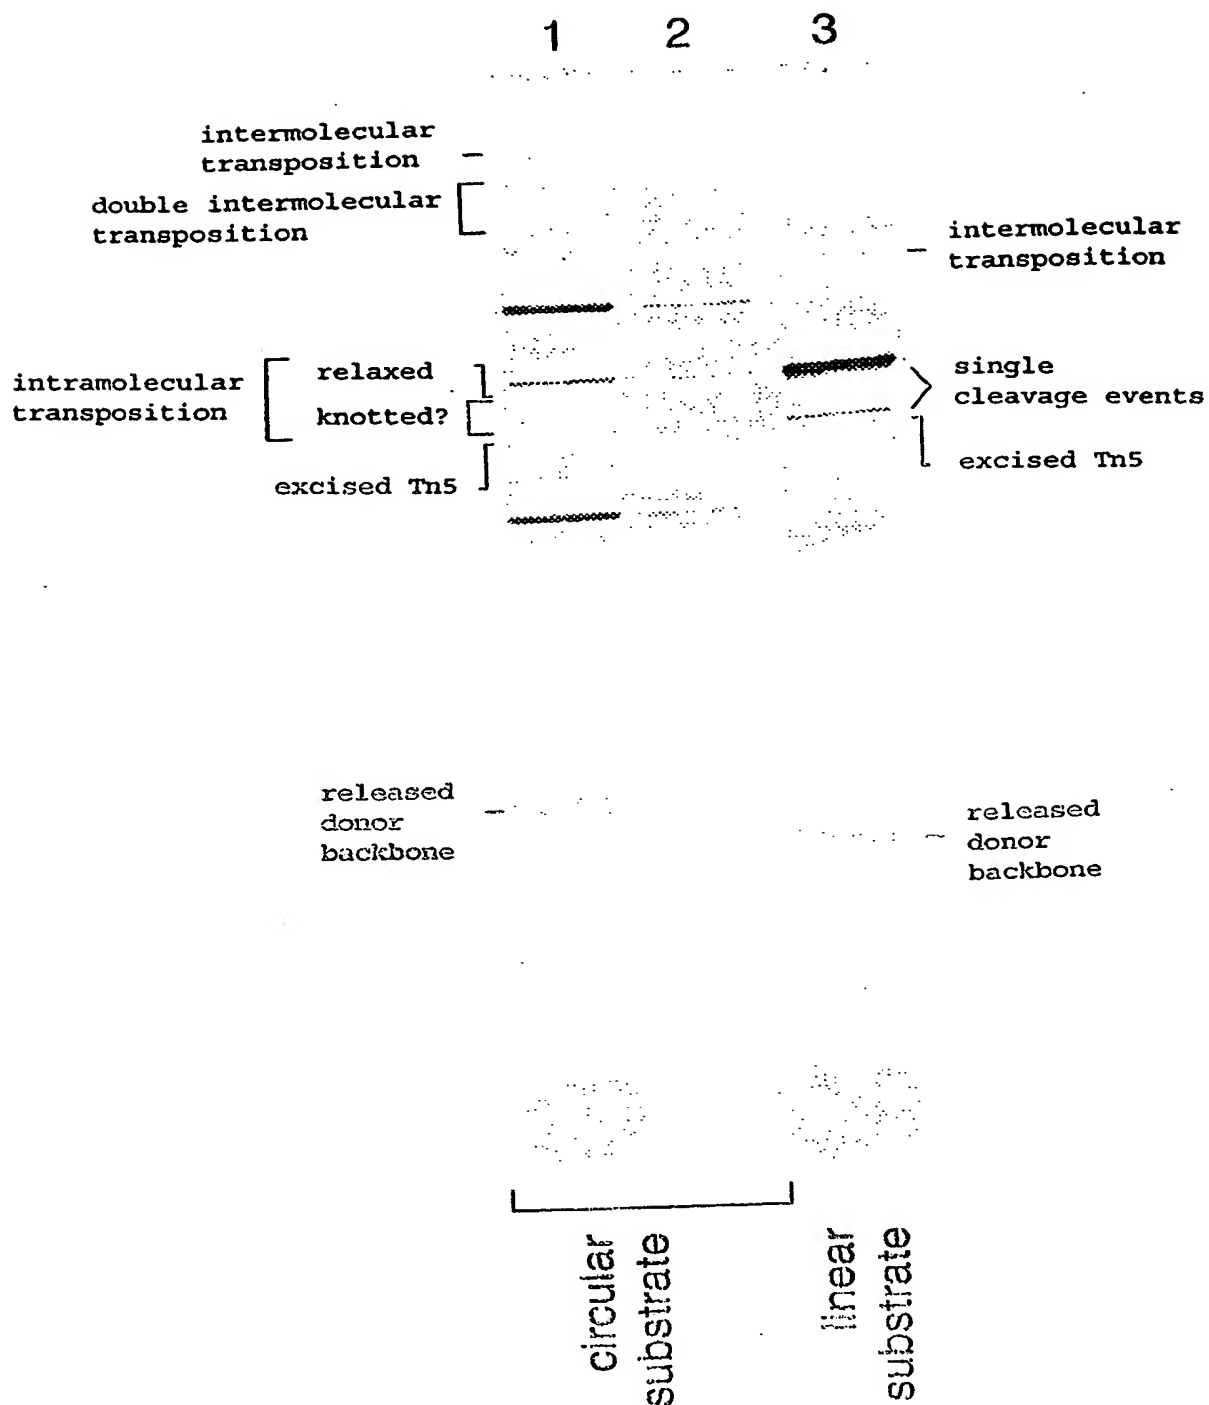 1 2 3
intermolecular
transposition
double intermolecular
transposition
intermolecular
transposition
intramolecular
transposition
relaxed
knotted?
excised Tn5
single
cleavage events
excised Tn5
released
donor
backbone
released
donor
backbone
circular
substrate
linear
substrate